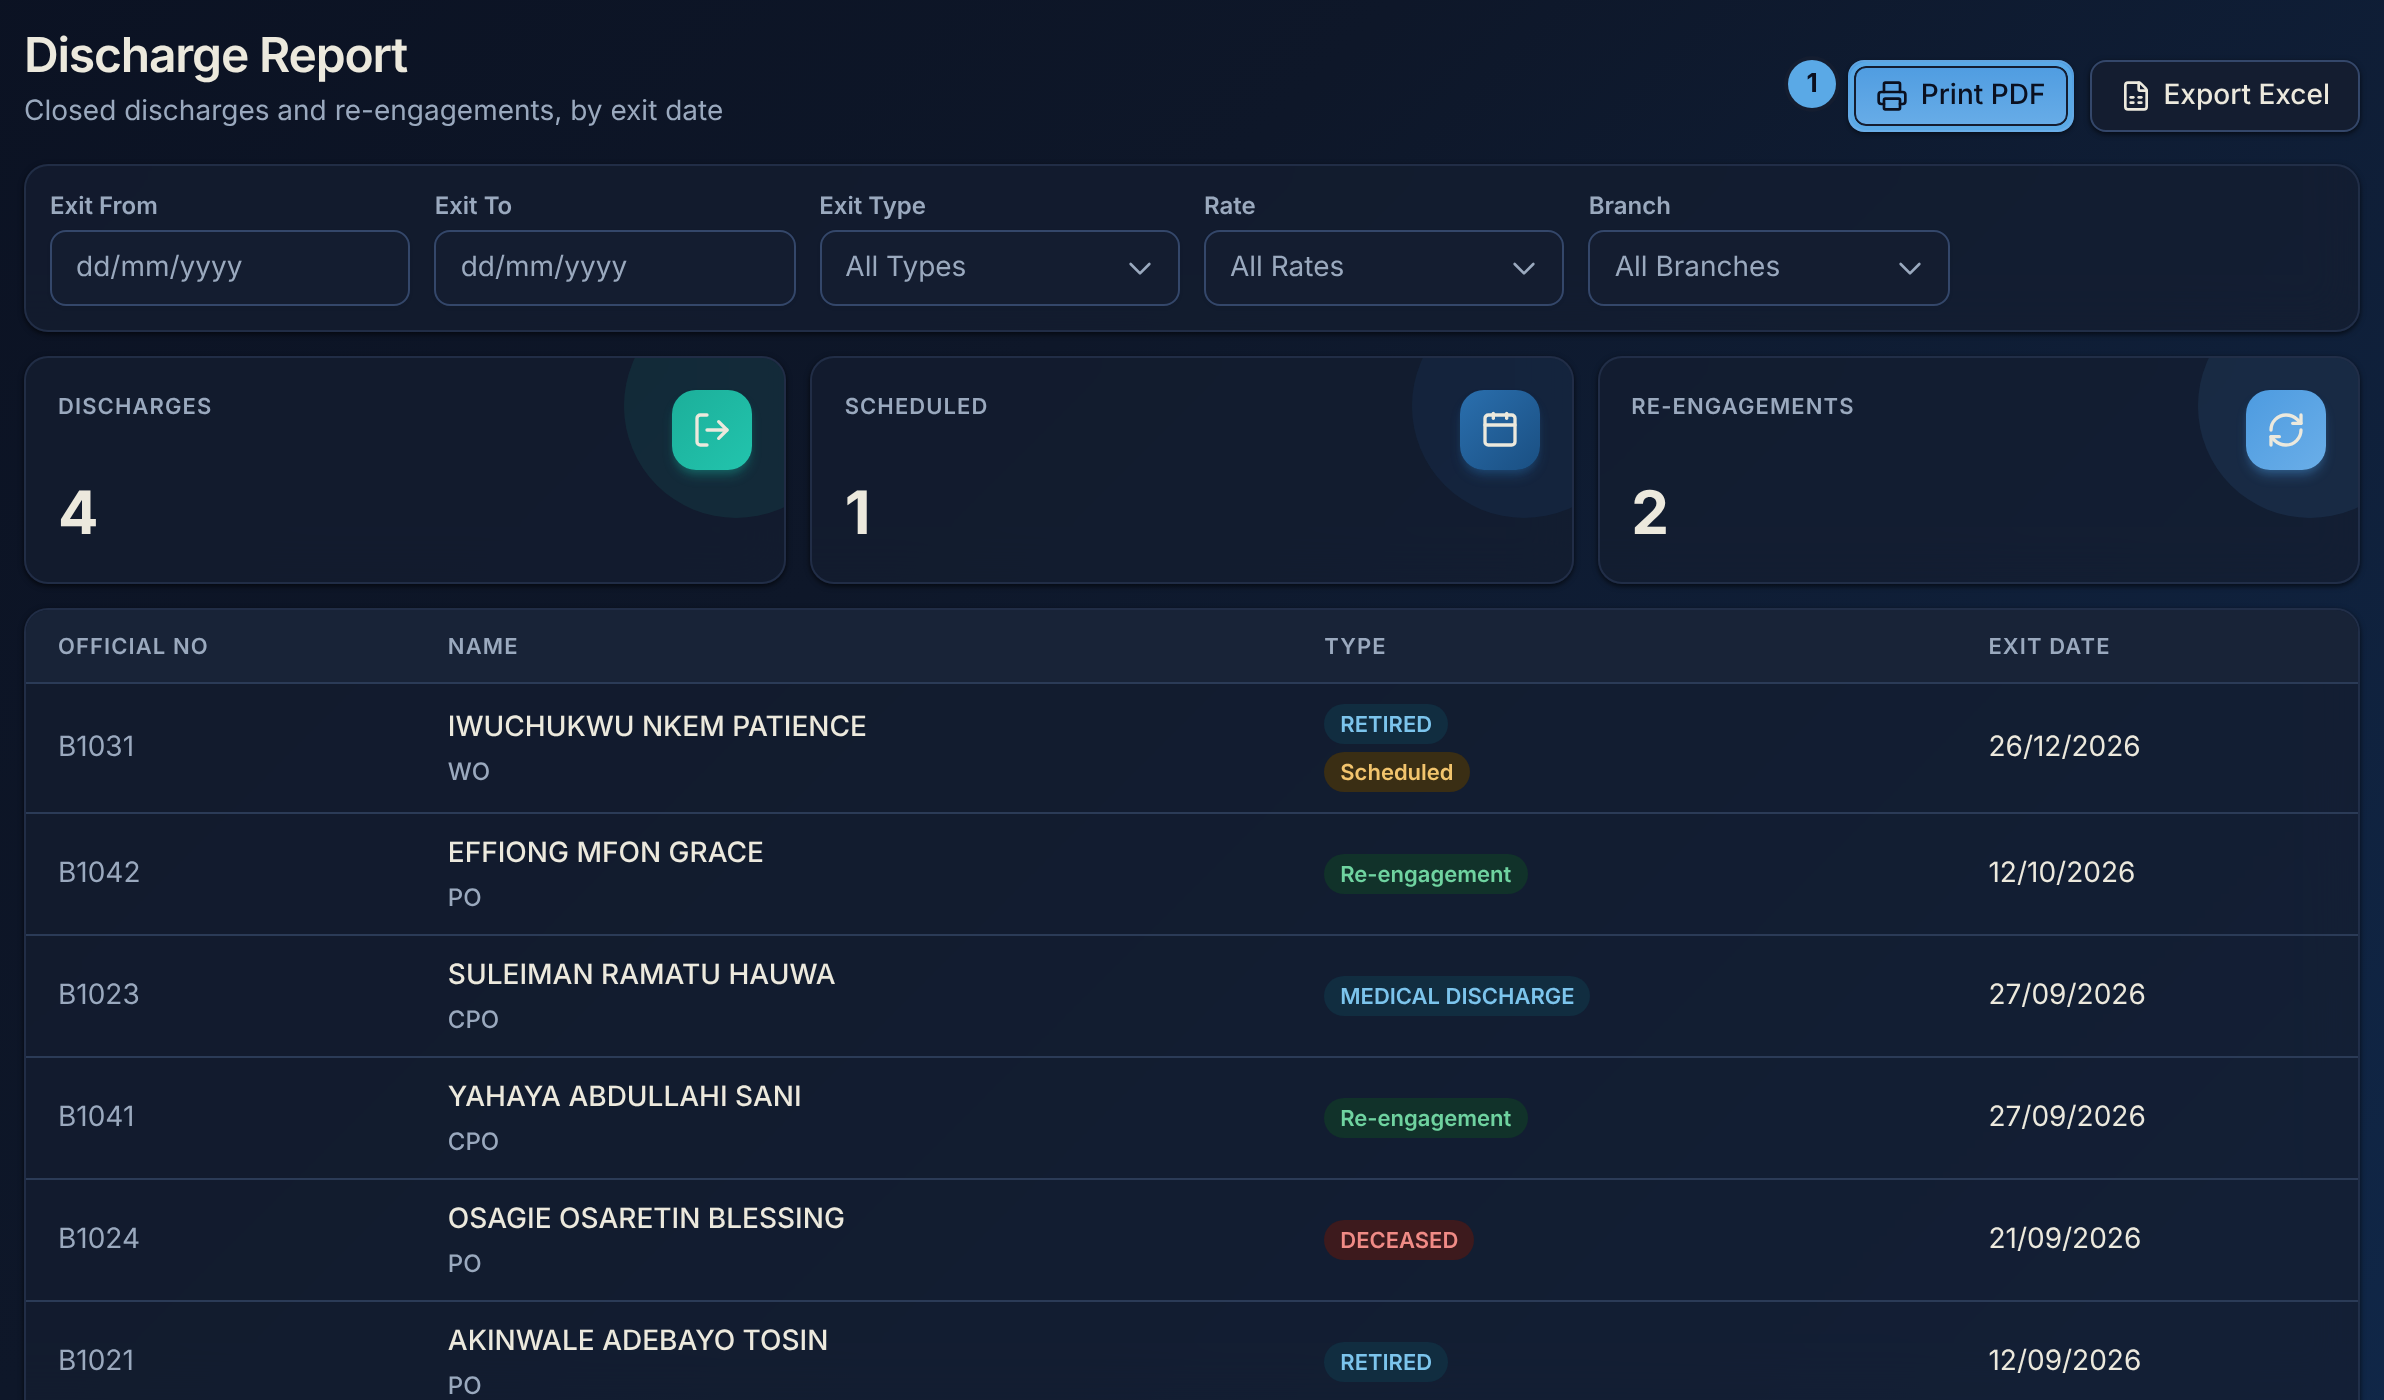 Discharge Report
Closed discharges and re-engagements, by exit date
1
Print PDF
Export Excel
Exit From
Exit To
Exit Type
Rate
Branch
dd/mm/yyyy
dd/mm/yyyy
All Types
All Rates
All Branches
DISCHARGES
4
SCHEDULED
1
RE-ENGAGEMENTS
2
OFFICIAL NO
NAME
TYPE
EXIT DATE
B1031
IWUCHUKWU NKEM PATIENCE
WO
RETIRED
Scheduled
26/12/2026
B1042
EFFIONG MFON GRACE
PO
Re-engagement
12/10/2026
B1023
SULEIMAN RAMATU HAUWA
CPO
MEDICAL DISCHARGE
27/09/2026
B1041
YAHAYA ABDULLAHI SANI
CPO
Re-engagement
27/09/2026
B1024
OSAGIE OSARETIN BLESSING
PO
DECEASED
21/09/2026
B1021
AKINWALE ADEBAYO TOSIN
PO
RETIRED
12/09/2026